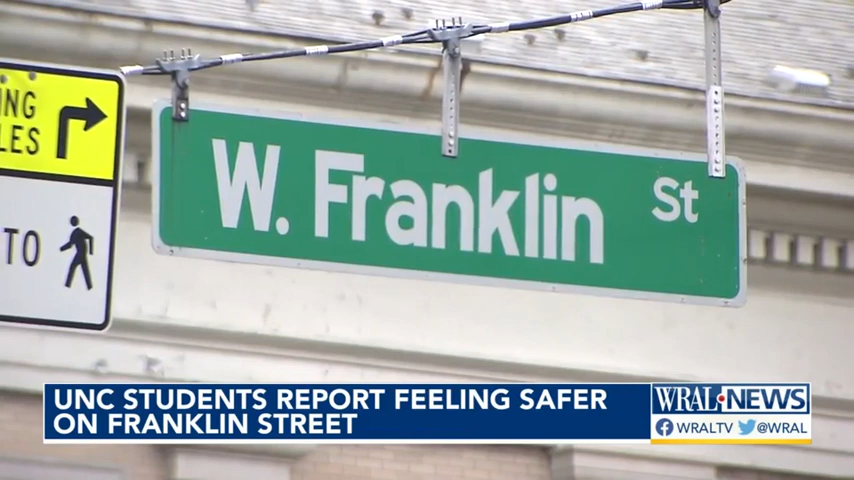 ING
LES
TO
W. Franklin St
UNC STUDENTS REPORT FEELING SAFER
ON FRANKLIN STREET
WRAL NEWS
WRALTV @WRAL